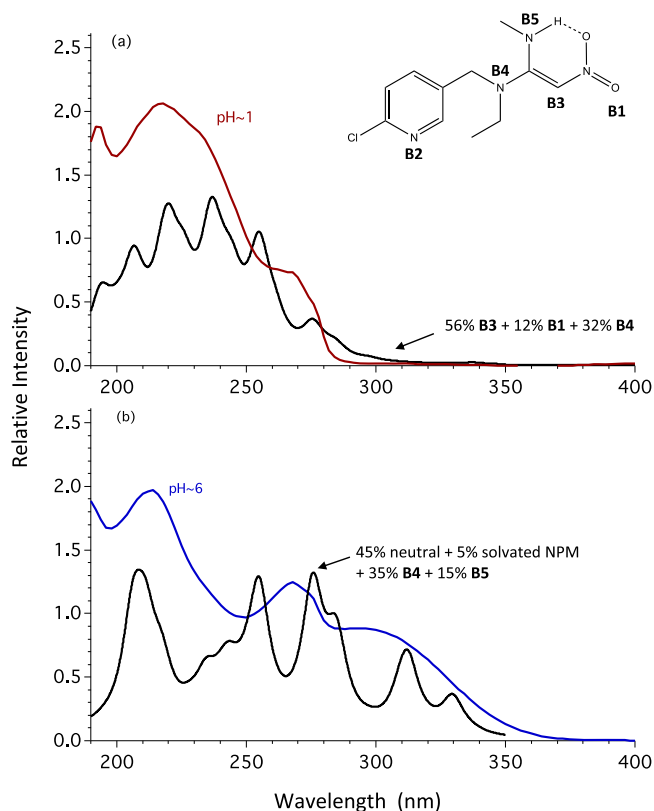 (a)
pH~1
B5
N
H
O
B4
N
N
O
B3
B1
Cl
N
B2
2.5
2.0
1.5
1.0
0.5
0.0
56% B3 + 12% B1 + 32% B4
200
250
300
350
400
Relative Intensity
(b)
pH~6
2.5
2.0
1.5
1.0
0.5
0.0
45% neutral + 5% solvated NPM
+ 35% B4 + 15% B5
200
250
300
350
400
Wavelength (nm)